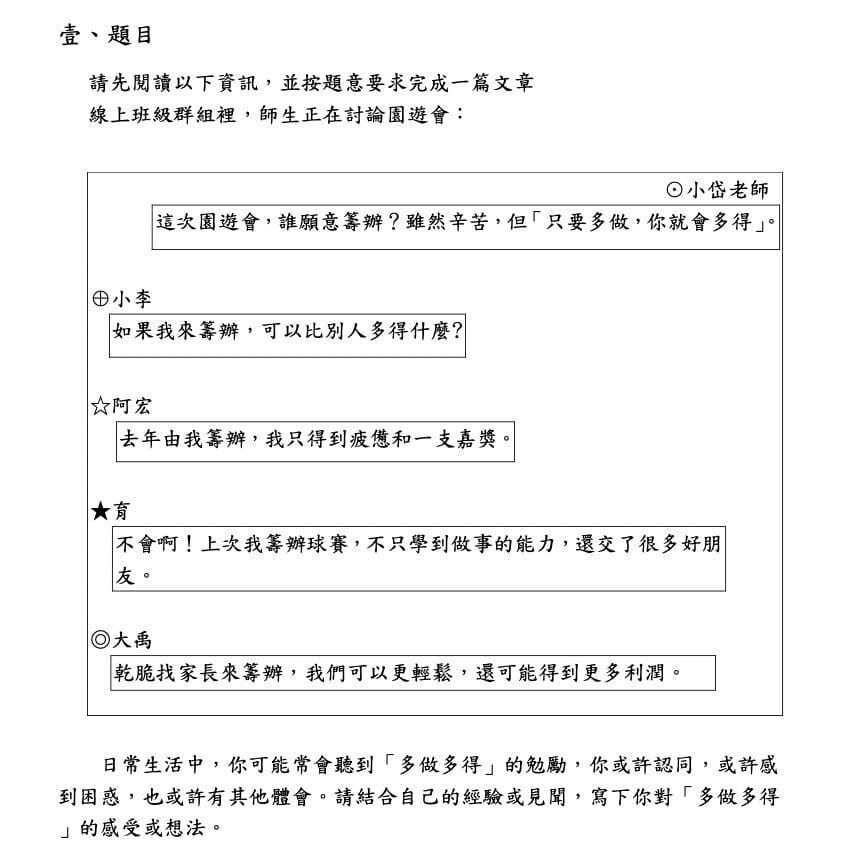 壹、題目
請先閱讀以下資訊，並按題意要求完成一篇文章
線上班級群組裡，師生正在討論園遊會：
⊙小岱老師
這次園遊會，誰願意籌辦？雖然辛苦，但「只要多做，你就會多得」。
⊕小李
如果我來籌辦，可以比別人多得什麼?
☆阿宏
去年由我籌辦，我只得到疲憊和一支嘉獎。
★育
不會啊！上次我籌辦球賽，不只學到做事的能力，還交了很多好朋
友。
◎大禹
乾脆找家長來籌辦，我們可以更輕鬆，還可能得到更多利潤。
日常生活中，你可能常會聽到「多做多得」的勉勵，你或許認同，或許感
到困惑，也或許有其他體會。請結合自己的經驗或見聞，寫下你對「多做多得
」的感受或想法。